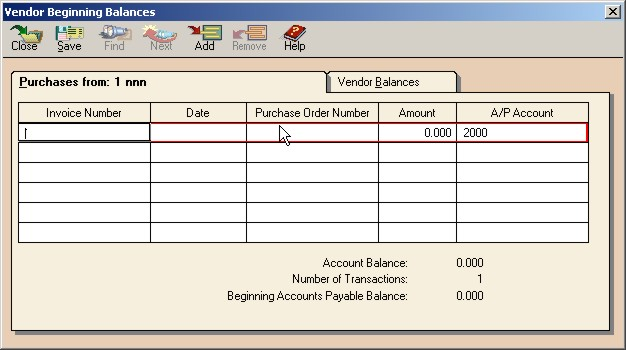 Vendor Beginning Balances
Close Save Find Next Add Remove Help
Purchases from: 1 nnn Vendor Balances
Invoice Number Date Purchase Order Number Amount A/P Account
0.000 2000
Account Balance: 0.000
Number of Transactions: 1
Beginning Accounts Payable Balance: 0.000